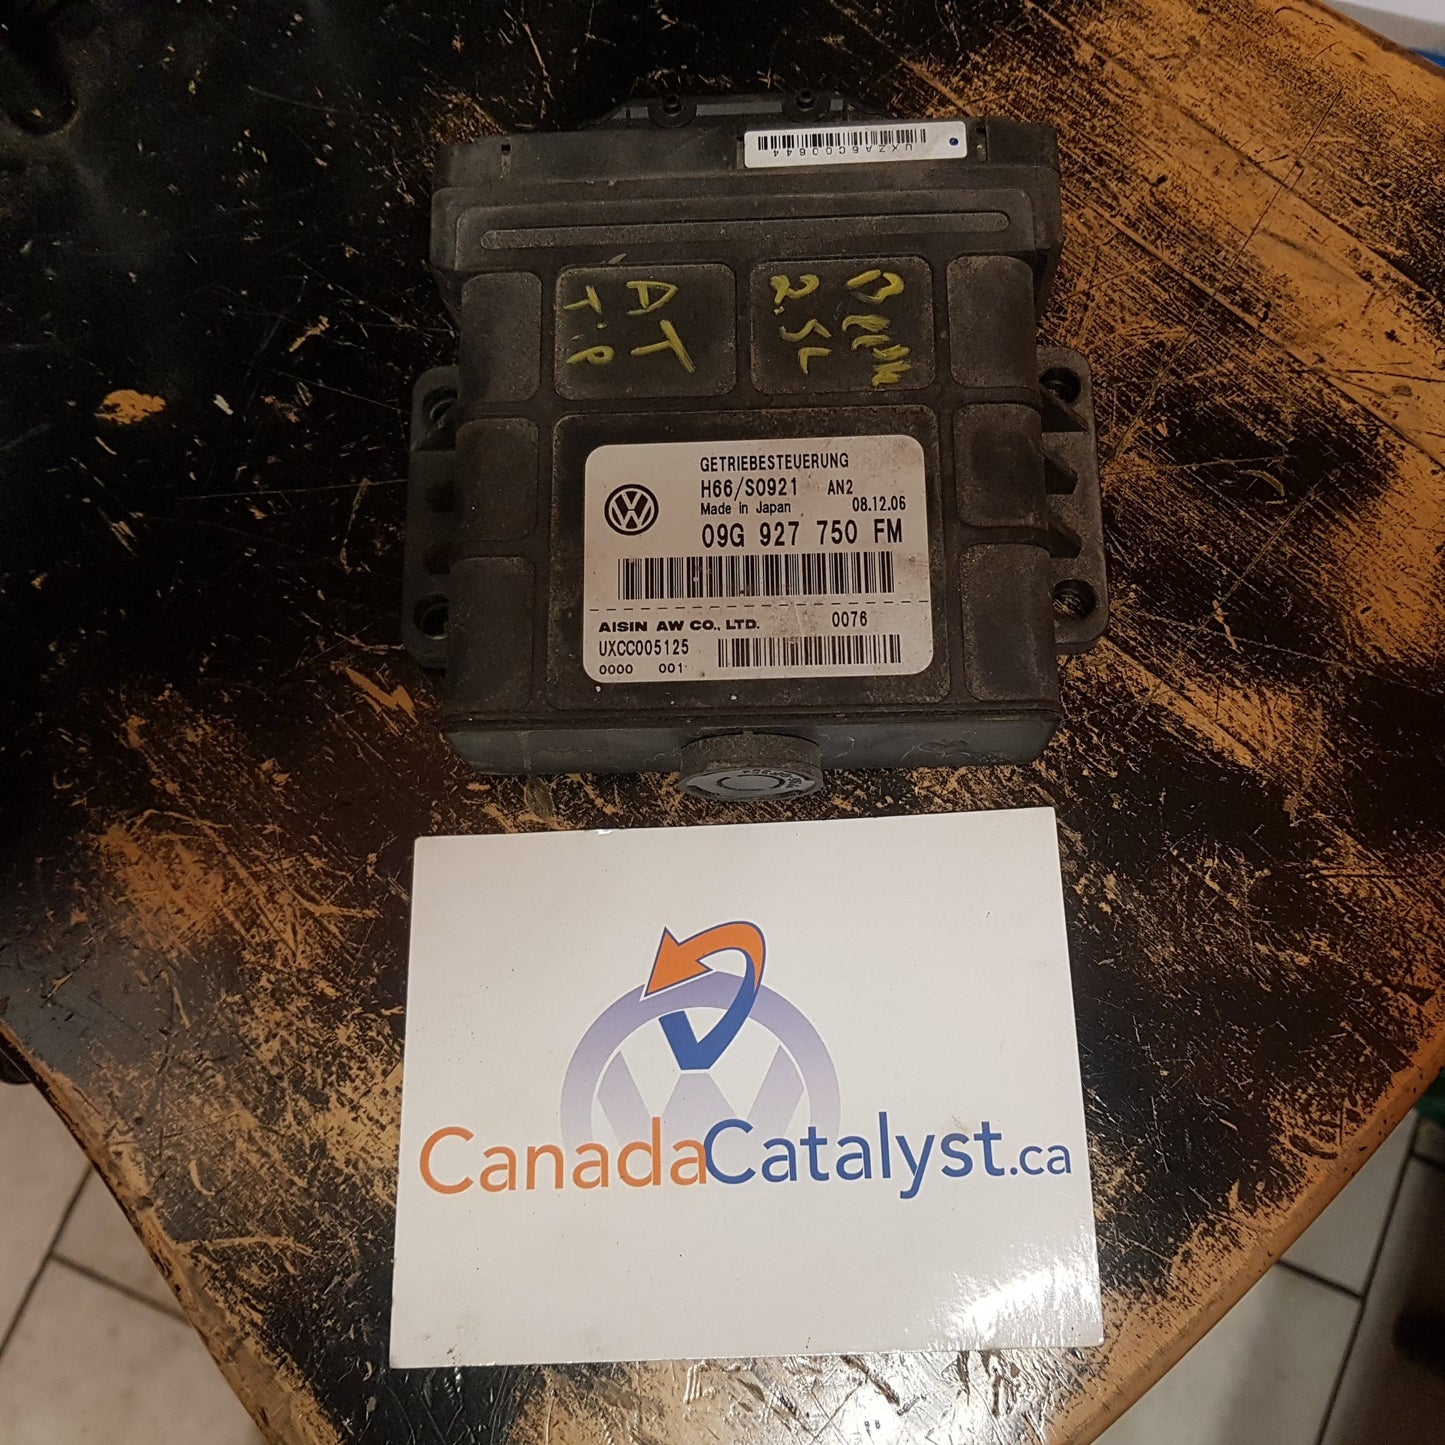 UXZA6C00644
AT
T.P
2.5L
GETRIEBESTEUERUNG
H66/S0921 AN2
Made in Japan 08.12.06
09G 927 750 FM
AISIN AW CO., LTD. 0076
UXCC005125
0000 001
CanadaCatalyst.ca